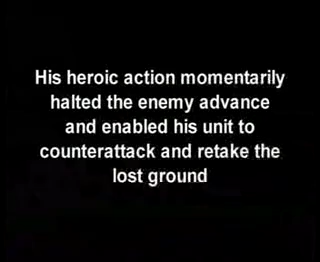 His heroic action momentarily
halted the enemy advance
and enabled his unit to
counterattack and retake the
lost ground